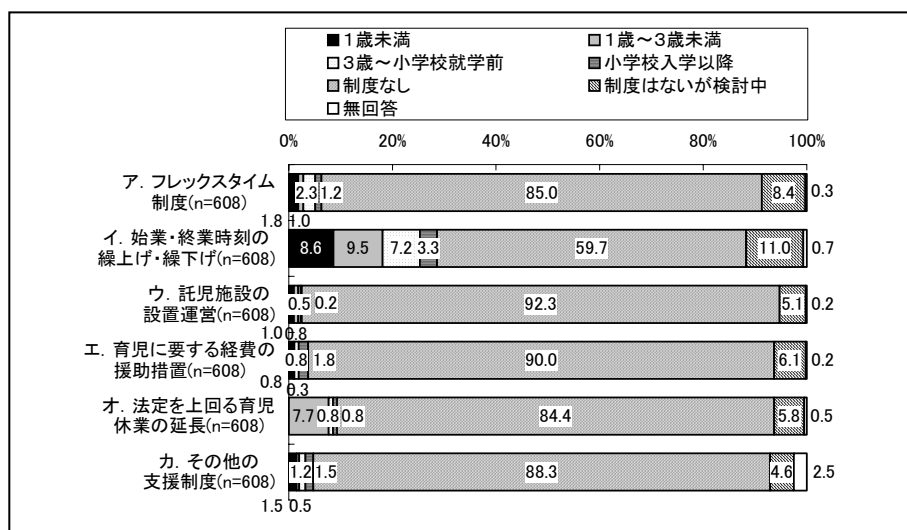 １歳未満 １歳～３歳未満
３歳～小学校就学前 小学校入学以降
制度なし 制度はないが検討中
無回答
0% 20% 40% 60% 80% 100%
ア．フレックスタイム
制度(n=608)
2.3 1.2 85.0 8.4 0.3
1.8 1.0
イ．始業・終業時刻の
繰上げ・繰下げ(n=608)
8.6 9.5 7.2 3.3 59.7 11.0 0.7
ウ．託児施設の
設置運営(n=608)
0.5 0.2 92.3 5.1 0.2
1.0 0.8
エ．育児に要する経費の
援助措置(n=608)
0.8 1.8 90.0 6.1 0.2
0.8 0.3
オ．法定を上回る育児
休業の延長(n=608)
7.7 0.8 0.8 84.4 5.8 0.5
カ．その他の
支援制度(n=608)
1.2 1.5 88.3 4.6 2.5
1.5 0.5